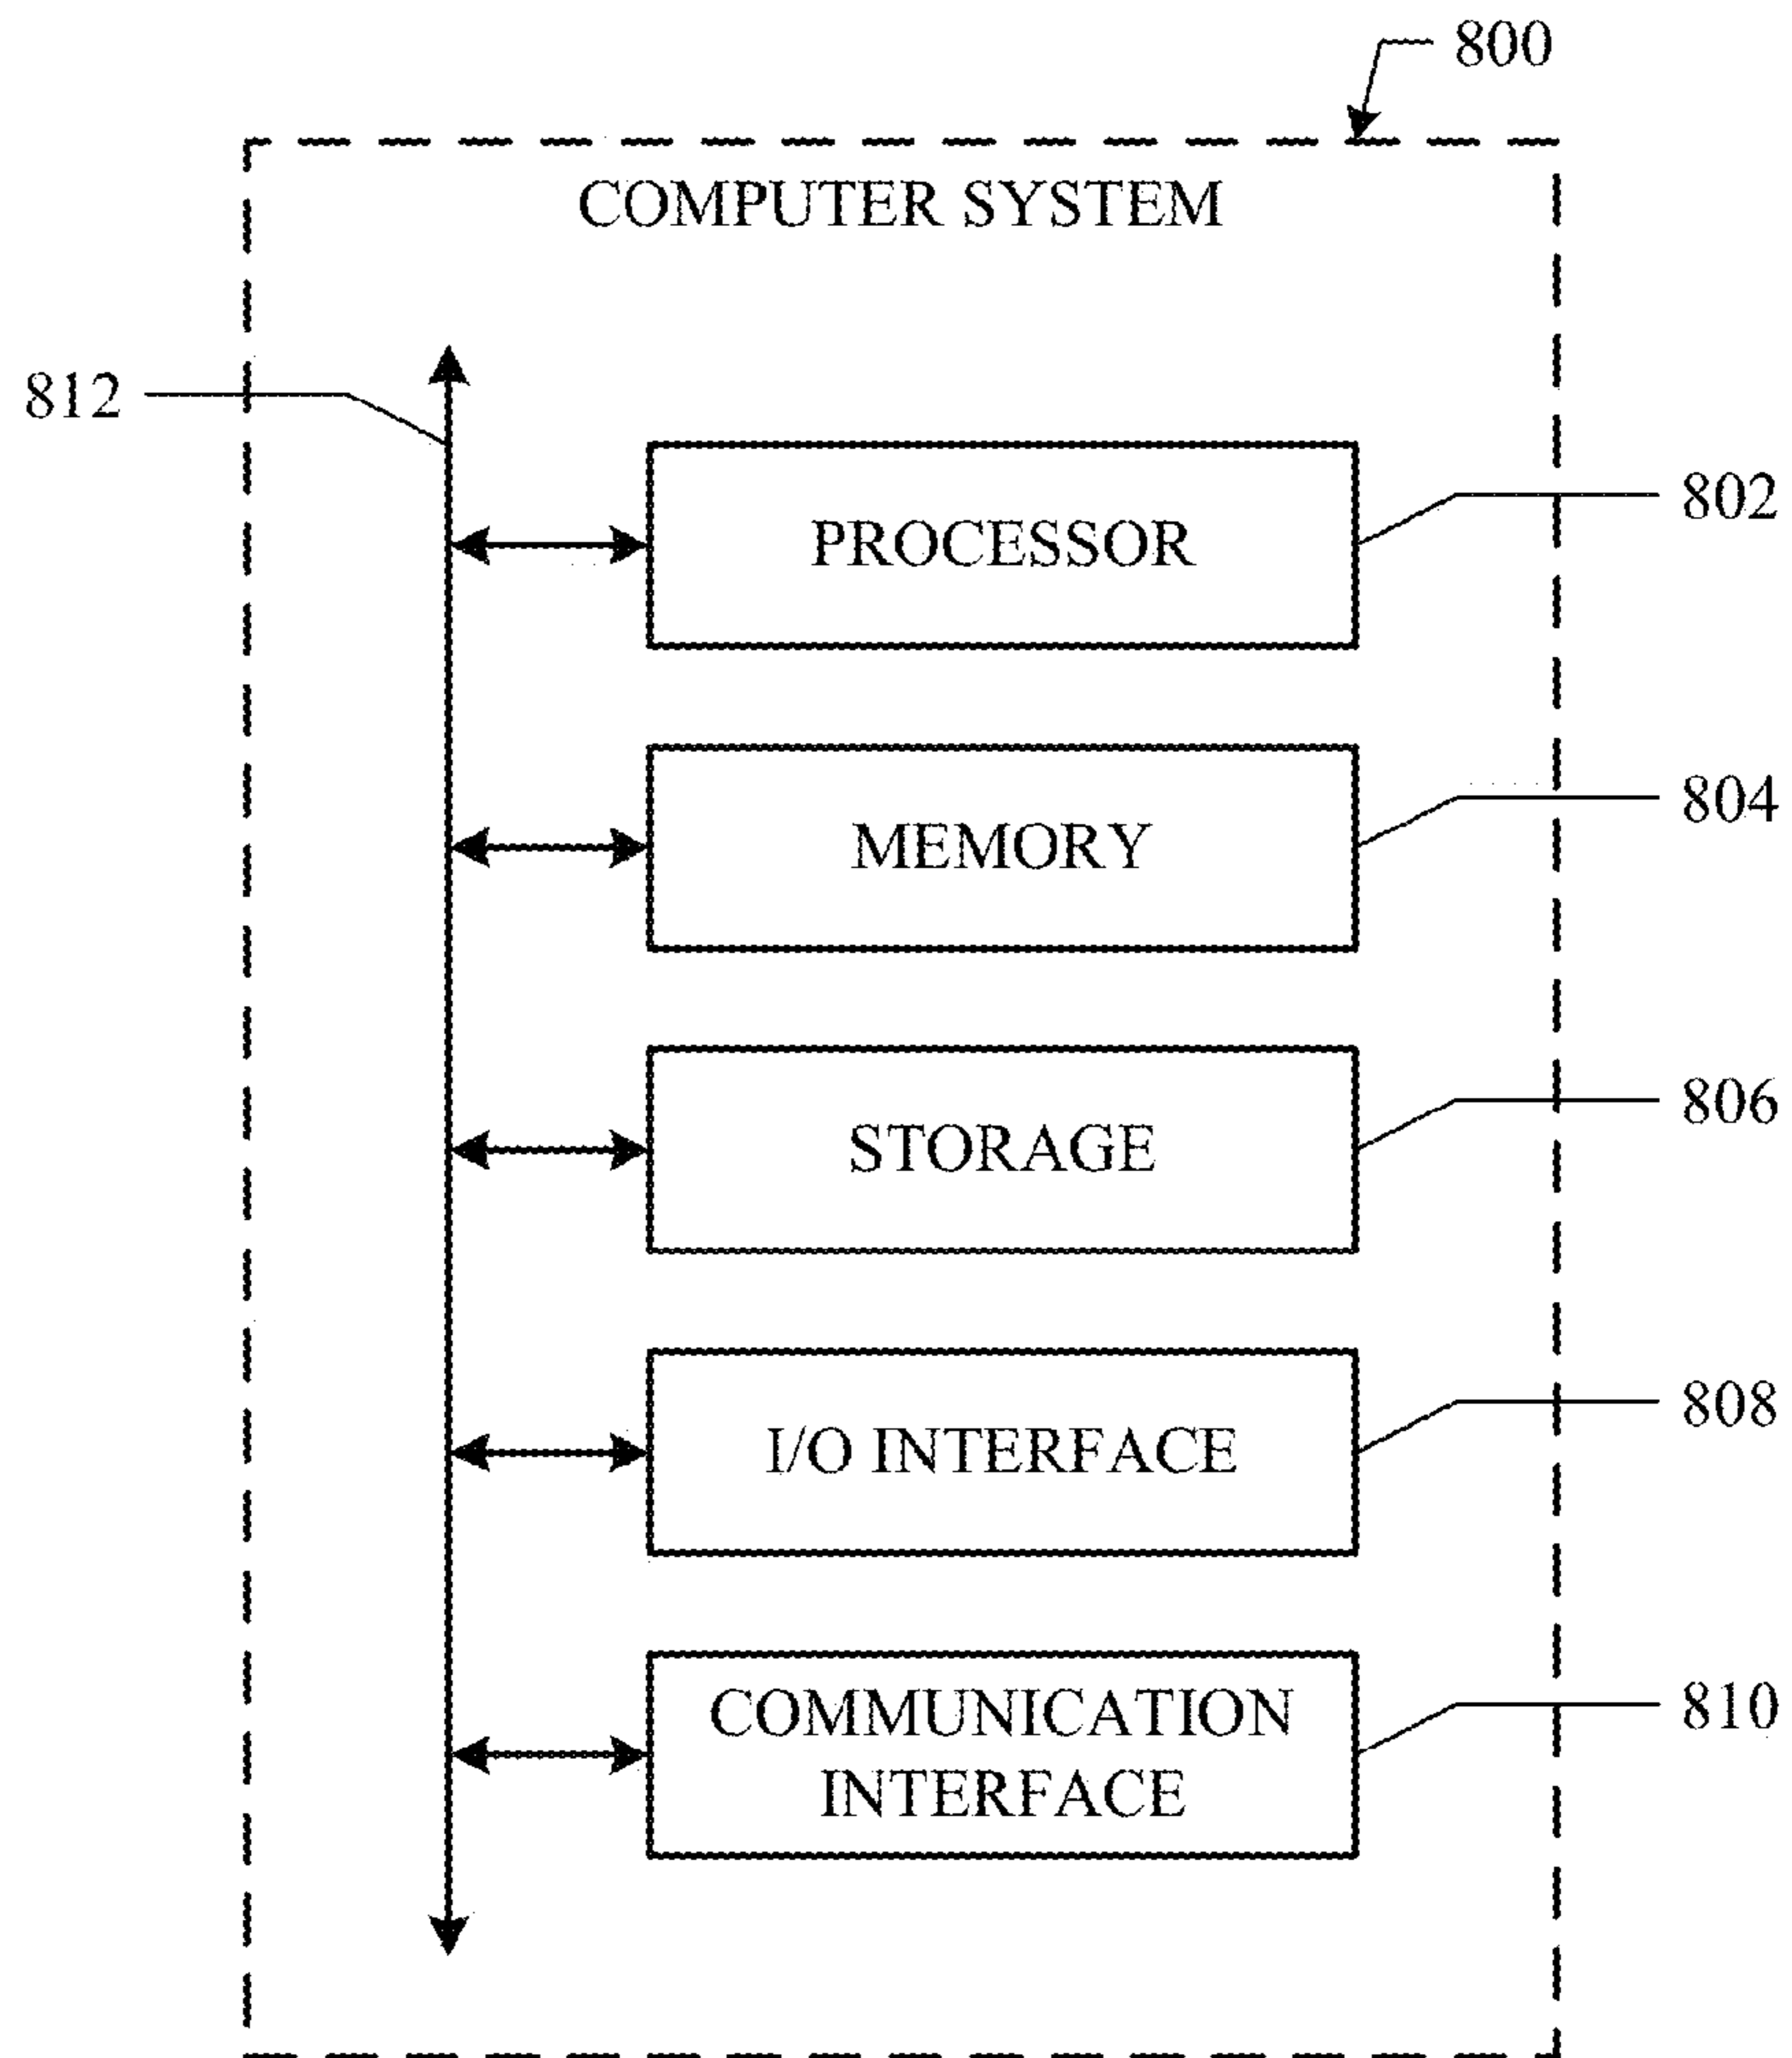 800
COMPUTER SYSTEM
812
PROCESSOR
802
MEMORY
804
STORAGE
806
I/O INTERFACE
808
COMMUNICATION
INTERFACE
810